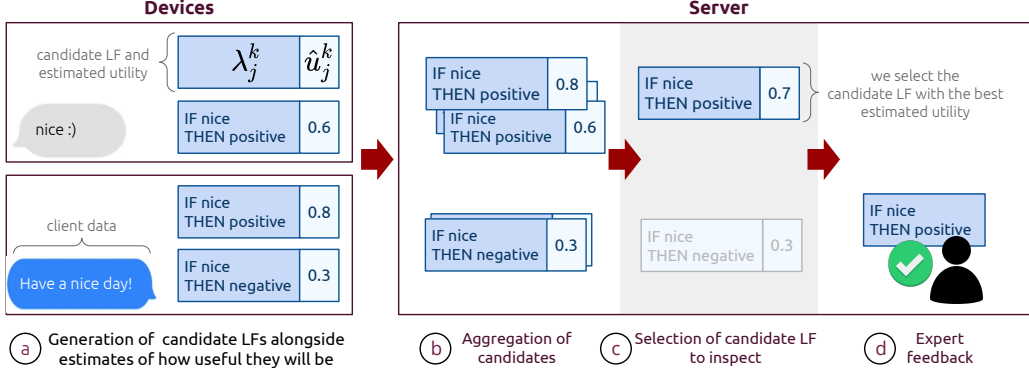 Devices
Server
candidate LF and
estimated utility
λ_j^k
û_j^k
nice :)
IF nice
THEN positive
0.6
client data
Have a nice day!
IF nice
THEN positive
0.8
IF nice
THEN negative
0.3
IF nice
THEN positive
0.8
IF nice
THEN positive
0.6
IF nice
THEN negative
0.3
IF nice
THEN positive
0.7
IF nice
THEN negative
0.3
we select the
candidate LF with the best
estimated utility
IF nice
THEN positive
a
Generation of candidate LFs alongside
estimates of how useful they will be
b
Aggregation of
candidates
c
Selection of candidate LF
to inspect
d
Expert
feedback